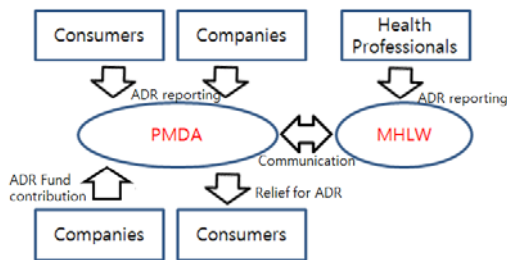 Consumers
Companies
Health
Professionals
ADR reporting
ADR reporting
PMDA
MHLW
Communication
ADR Fund
contribution
Relief for ADR
Companies
Consumers